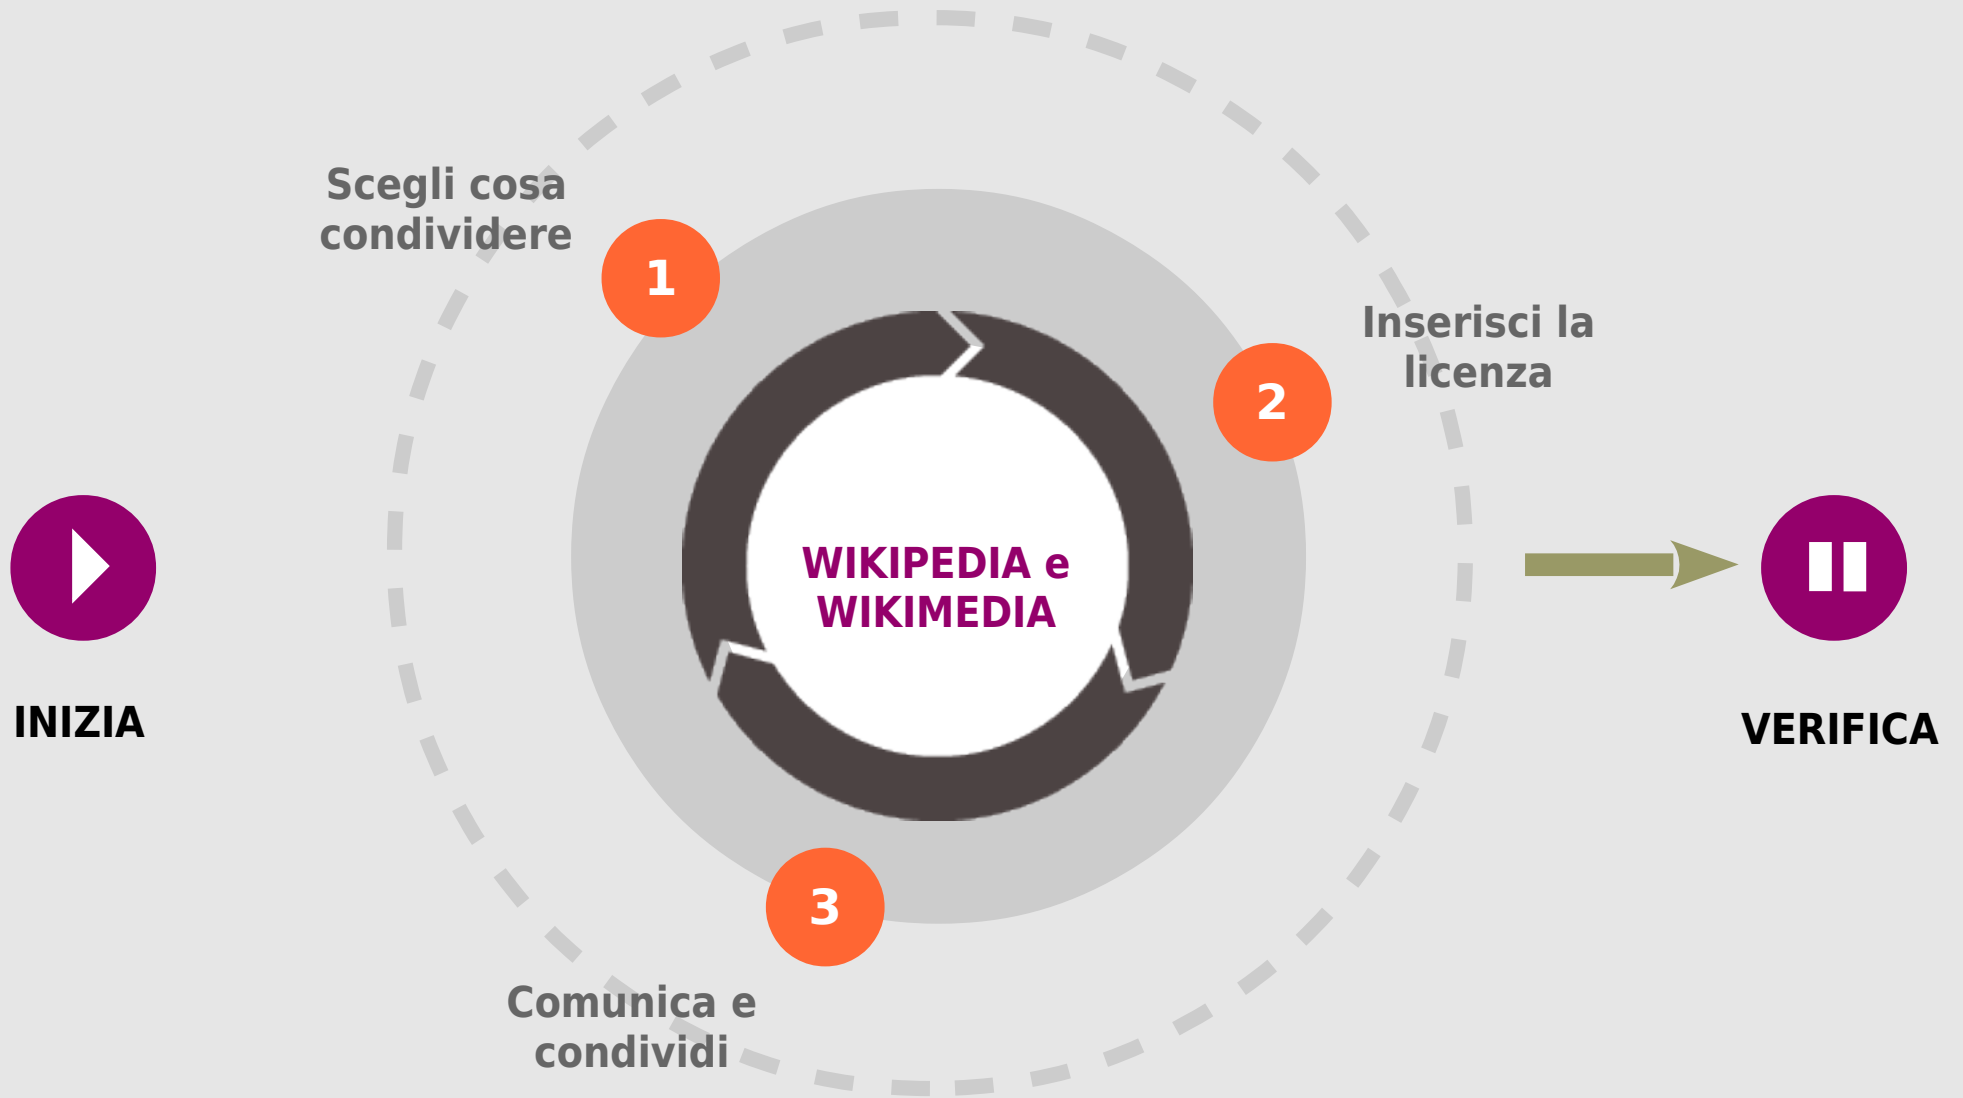 Scegli cosa
condividere
1
Inserisci la
licenza
2
WIKIPEDIA e
WIKIMEDIA
INIZIA
VERIFICA
3
Comunica e
condividi